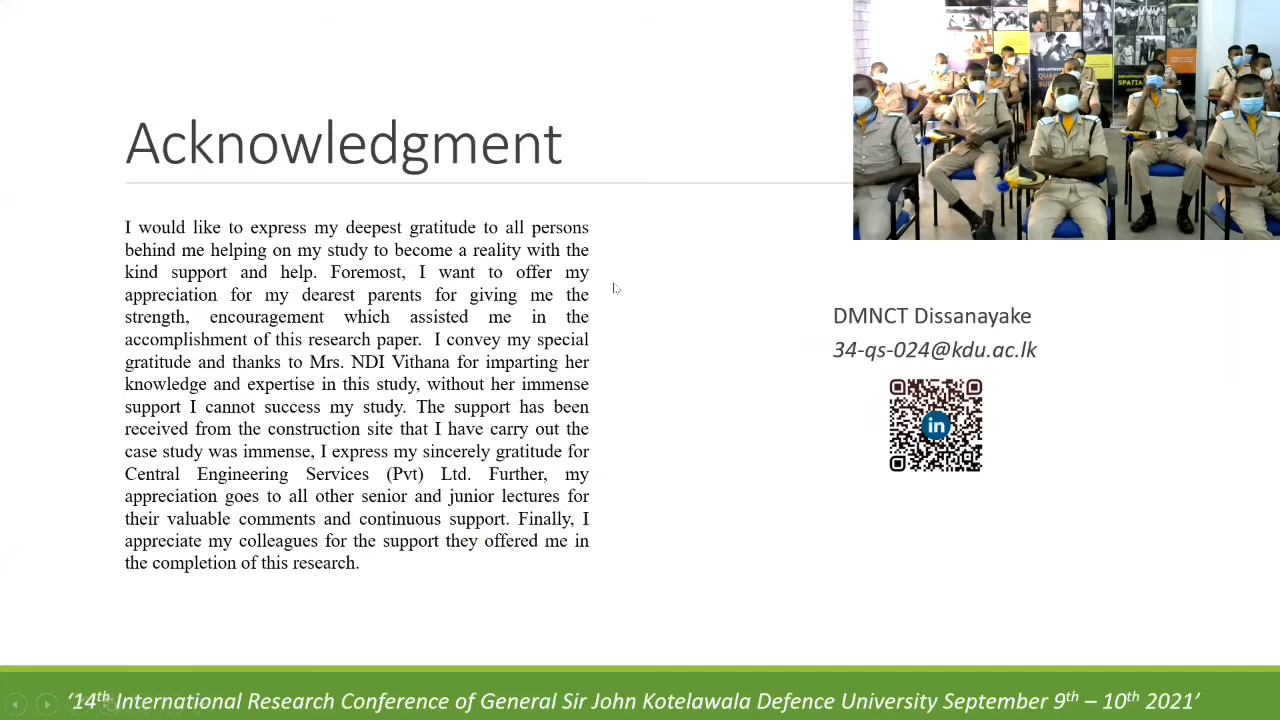 Acknowledgment
I would like to express my deepest gratitude to all persons
behind me helping on my study to become a reality with the
kind support and help. Foremost, I want to offer my
appreciation for my dearest parents for giving me the
strength, encouragement which assisted me in the
accomplishment of this research paper. I convey my special
gratitude and thanks to Mrs. NDI Vithana for imparting her
knowledge and expertise in this study, without her immense
support I cannot success my study. The support has been
received from the construction site that I have carry out the
case study was immense, I express my sincerely gratitude for
Central Engineering Services (Pvt) Ltd. Further, my
appreciation goes to all other senior and junior lectures for
their valuable comments and continuous support. Finally, I
appreciate my colleagues for the support they offered me in
the completion of this research.
DMNCT Dissanayake
34-qs-024@kdu.ac.lk
in
'14th International Research Conference of General Sir John Kotelawala Defence University September 9th – 10th 2021'